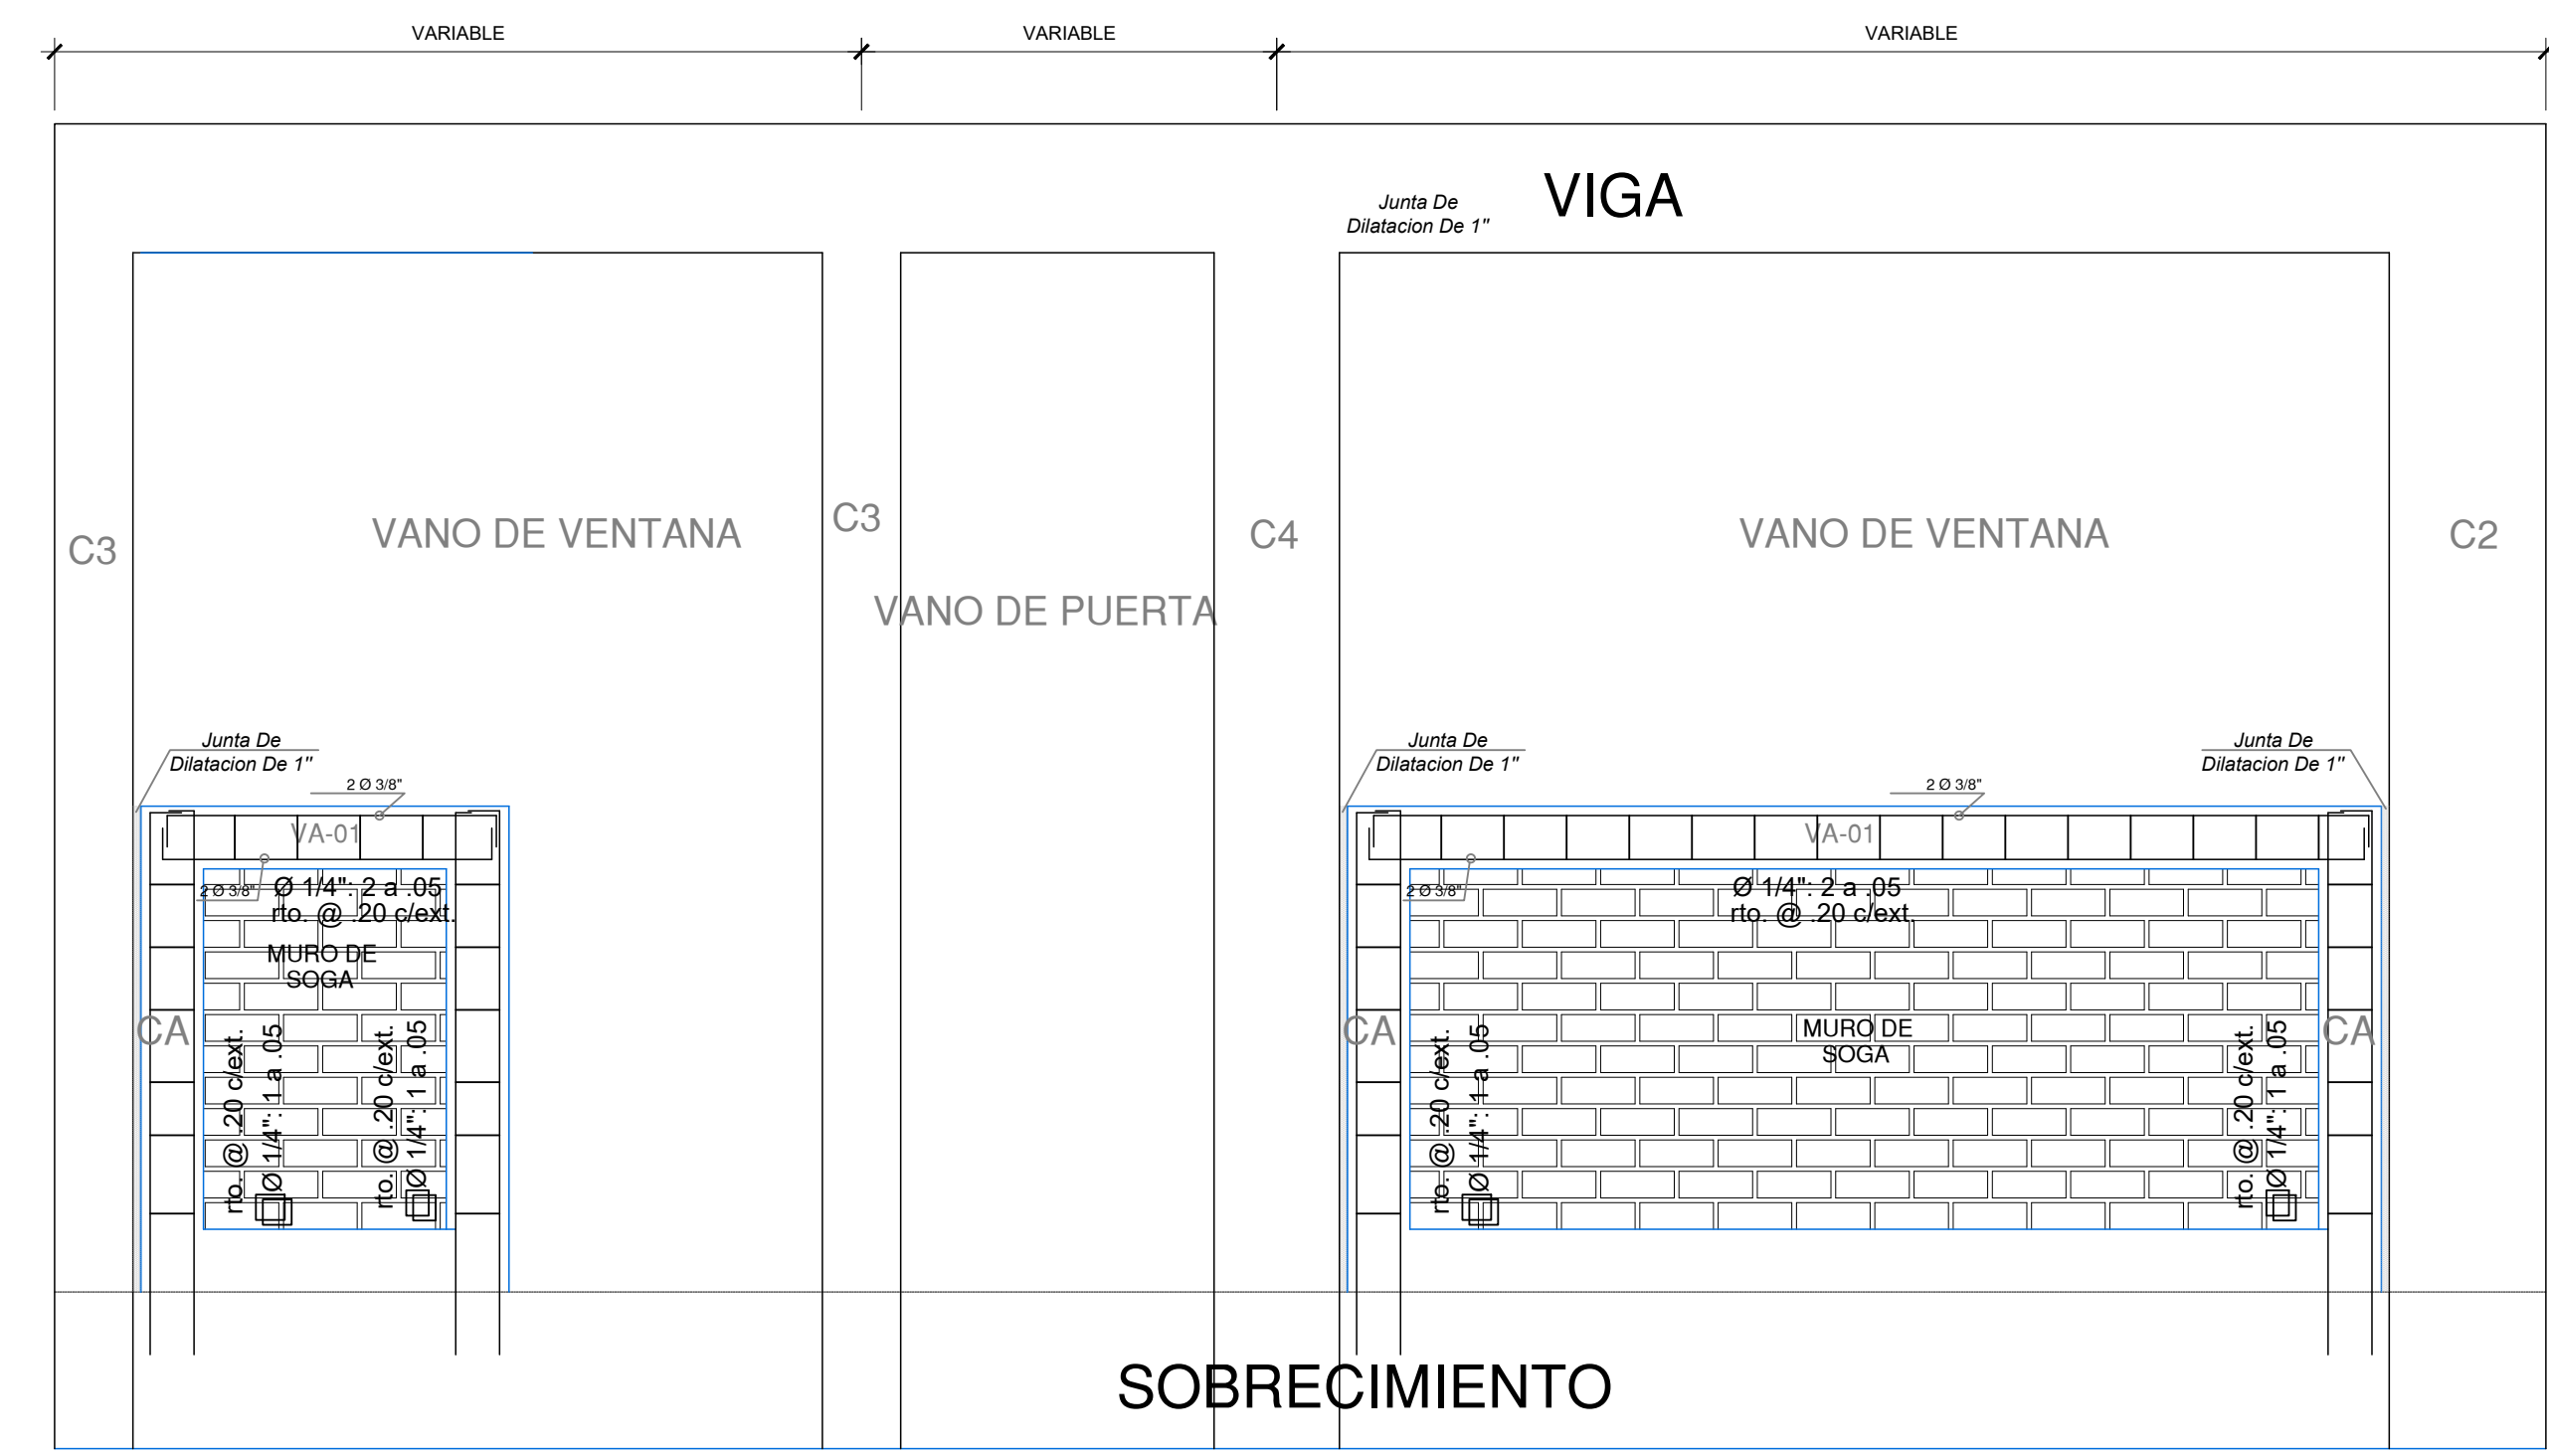 VARIABLE
VARIABLE
VARIABLE
VIGA
Junta De
Dilatacion De 1"
C3
VANO DE VENTANA
C3
VANO DE PUERTA
C4
VANO DE VENTANA
C2
Junta De
Dilatacion De 1"
2 Ø 3/8"
VA-01
2 Ø 3/8"
Ø 1/4": 2 a .05
rto. @ .20 c/ext.
MURO DE
SOGA
CA
rto. @ .20 c/ext.
Ø 1/4": 1 a .05
rto. @ .20 c/ext.
Ø 1/4": 1 a .05
Junta De
Dilatacion De 1"
Junta De
Dilatacion De 1"
2 Ø 3/8"
VA-01
2 Ø 3/8"
Ø 1/4": 2 a .05
rto. @ .20 c/ext.
MURO DE
SOGA
CA
rto. @ .20 c/ext.
Ø 1/4": 1 a .05
rto. @ .20 c/ext.
Ø 1/4": 1 a .05
CA
SOBRECIMIENTO